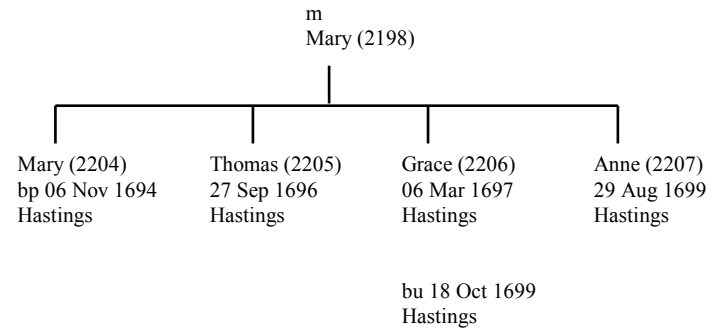 m
Mary (2198)
Mary (2204)
bp 06 Nov 1694
Hastings
Thomas (2205)
27 Sep 1696
Hastings
Grace (2206)
06 Mar 1697
Hastings
bu 18 Oct 1699
Hastings
Anne (2207)
29 Aug 1699
Hastings